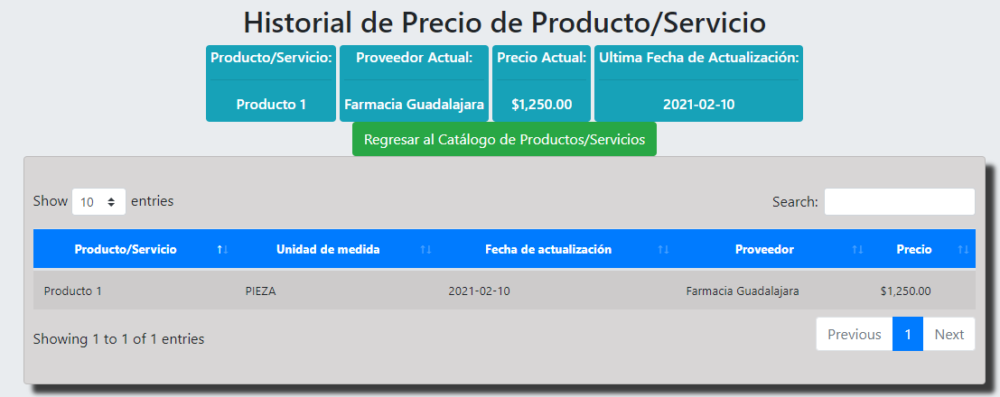 Historial de Precio de Producto/Servicio
Producto/Servicio: Proveedor Actual: Precio Actual: Ultima Fecha de Actualización:
Producto 1 Farmacia Guadalajara $1,250.00 2021-02-10
Regresar al Catálogo de Productos/Servicios
Show 10 entries Search:
Producto/Servicio Unidad de medida Fecha de actualización Proveedor Precio
Producto 1 PIEZA 2021-02-10 Farmacia Guadalajara $1,250.00
Showing 1 to 1 of 1 entries Previous 1 Next